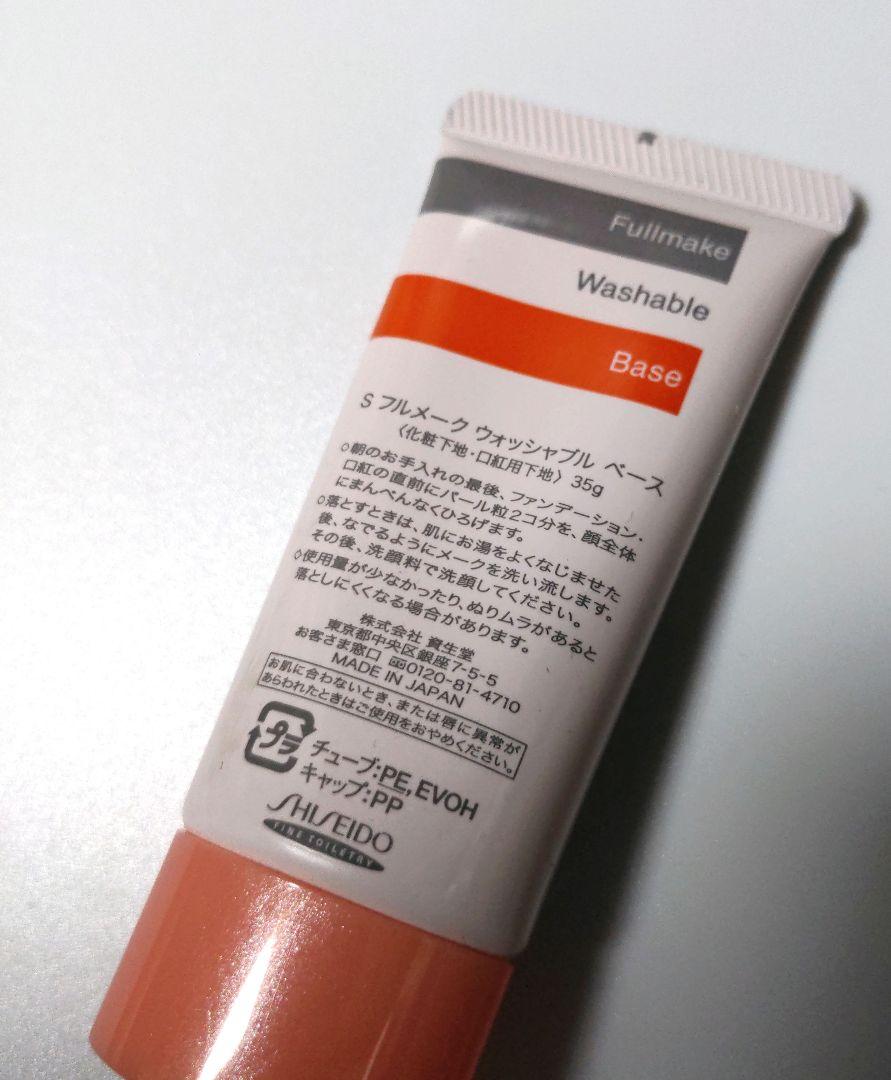 Fullmake
Washable
Base
S フルメーク ウォッシャブル ベース
〈化粧下地・口紅用下地〉35g
◇朝のお手入れの最後、ファンデーション・
口紅の直前にパール粒2コ分を、顔全体
にまんべんなくひろげます。
◇落とすときは、肌にお湯をよくなじませた
後、なでるようにメークを洗い流します。
その後、洗顔料で洗顔してください。
◇使用量が少なかったり、ぬりムラがあると
落としにくくなる場合があります。
株式会社 資生堂
東京都中央区銀座7-5-5
お客さま窓口 0120-81-4710
MADE IN JAPAN
お肌に合わないとき、または唇に異常が
あらわれたときはご使用をおやめください。
プラ
チューブ:PE,EVOH
キャップ:PP
SHISEIDO
FINE TOILETRY